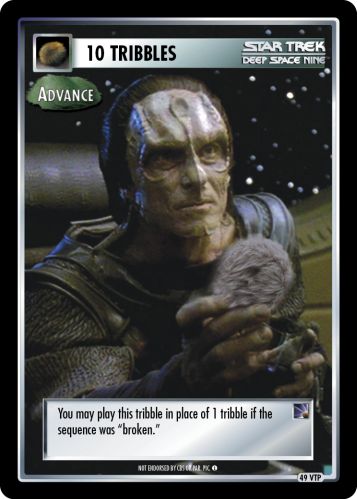 10 TRIBBLES
STAR TREK
DEEP SPACE NINE
ADVANCE
You may play this tribble in place of 1 tribble if the
sequence was “broken.”
NOT ENDORSED BY CBS OR PAR. PIC.
49 VTP